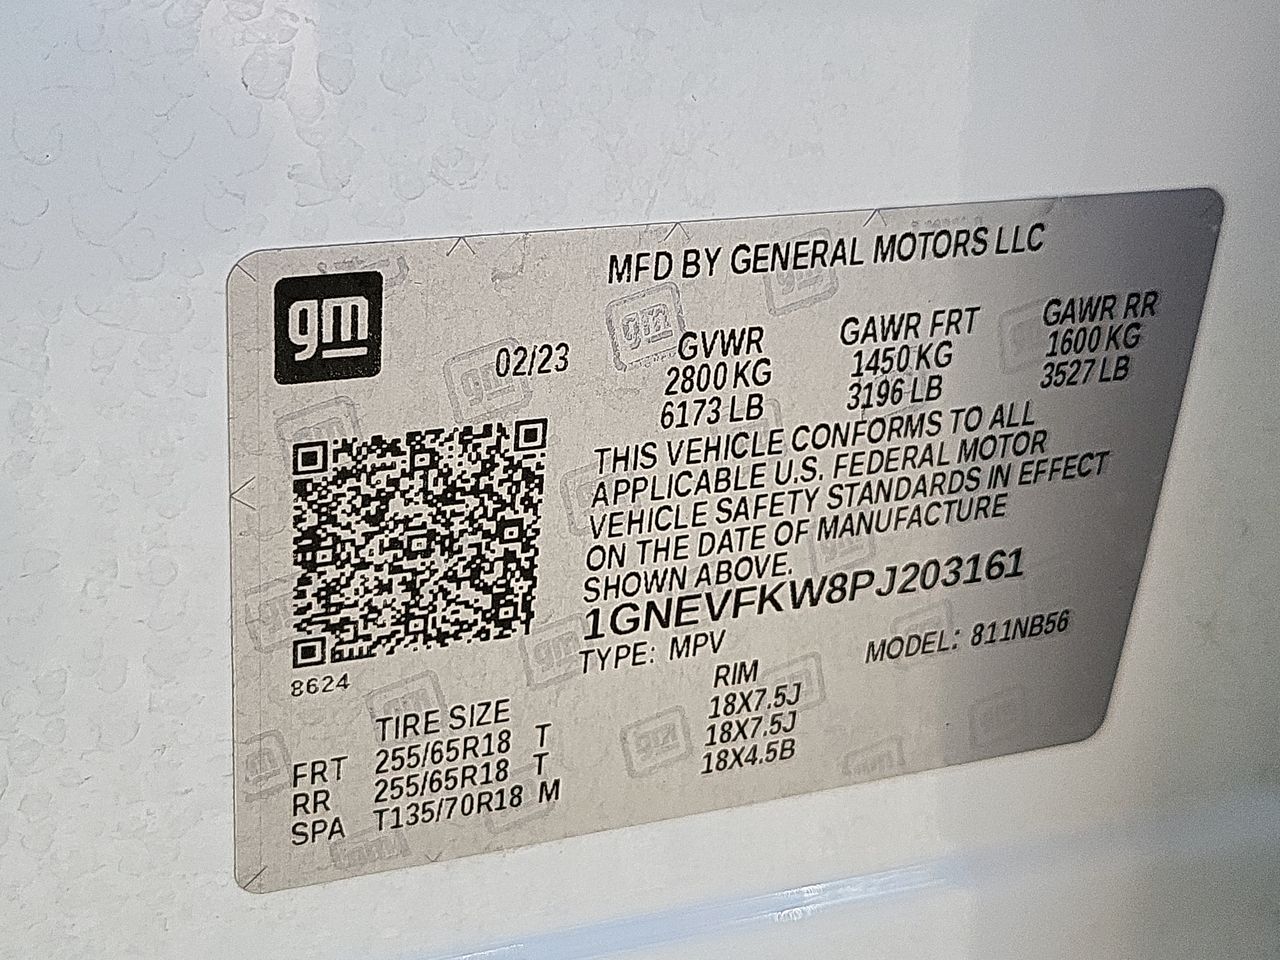 gm
MFD BY GENERAL MOTORS LLC
02/23
GVWR GAWR FRT GAWR RR
2800 KG 1450 KG 1600 KG
6173 LB 3196 LB 3527 LB
THIS VEHICLE CONFORMS TO ALL
APPLICABLE U.S. FEDERAL MOTOR
VEHICLE SAFETY STANDARDS IN EFFECT
ON THE DATE OF MANUFACTURE
SHOWN ABOVE.
1GNEVFKW8PJ203161
TYPE: MPV MODEL: 811NB56
8624
TIRE SIZE RIM
FRT 255/65R18 T 18X7.5J
RR 255/65R18 T 18X7.5J
SPA T135/70R18 M 18X4.5B